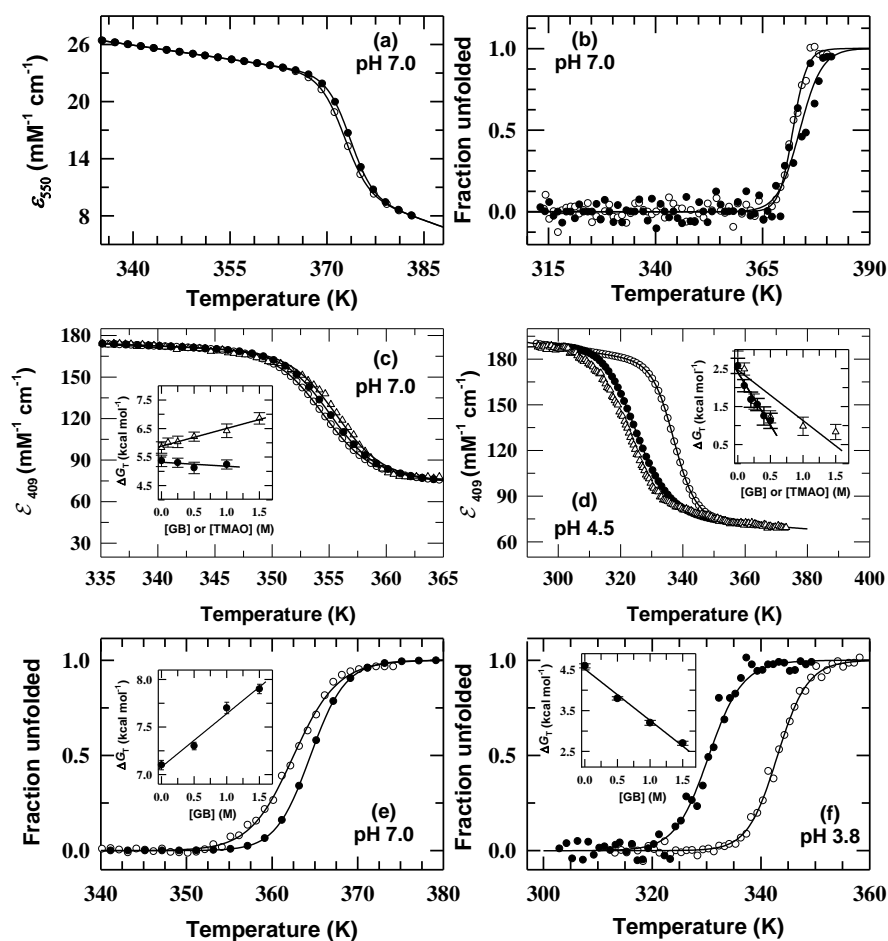 26
20
14
8
340
355
370
385
ε550 (mM-1 cm-1)
Temperature (K)
(a)
pH 7.0
1.0
0.5
0.0
315
340
365
390
Fraction unfolded
Temperature (K)
(b)
pH 7.0
180
150
120
90
60
30
335
340
345
350
355
360
365
ε 409 (mM-1 cm-1)
Temperature (K)
(c)
pH 7.0
7.5
6.5
5.5
4.5
0.0
0.5
1.0
1.5
ΔGT (kcal mol-1)
[GB] or [TMAO] (M)
210
180
150
120
90
60
300
320
340
360
380
400
ε 409 (mM-1 cm-1)
Temperature (K)
(d)
pH 4.5
2.5
1.5
0.5
0.0
0.5
1.0
1.5
ΔGT (kcal mol-1)
[GB] or [TMAO] (M)
1.0
0.5
0.0
340
350
360
370
380
Fraction unfolded
Temperature (K)
(e)
pH 7.0
8.0
7.5
7.0
0.0
0.5
1.0
1.5
ΔGT (kcal mol-1)
[GB] (M)
1.0
0.5
0.0
300
320
340
360
Fraction unfolded
Temperature (K)
(f)
pH 3.8
4.5
3.5
2.5
0.0
0.5
1.0
1.5
ΔGT (kcal mol-1)
[GB] (M)